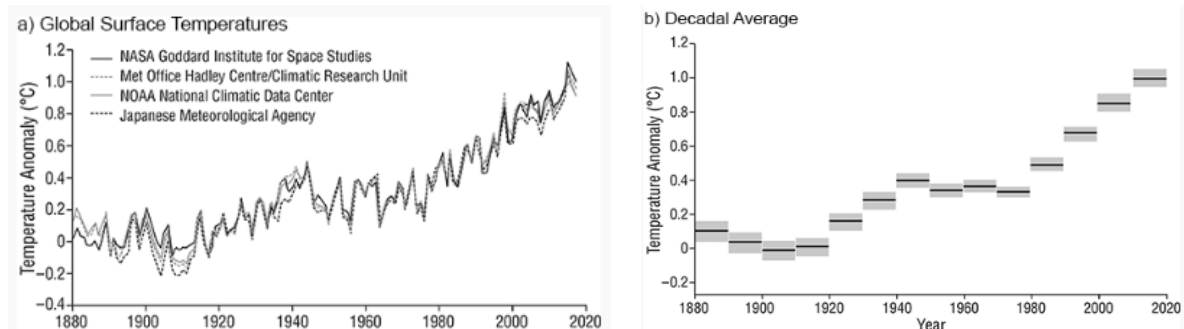 a) Global Surface Temperatures
Temperature Anomaly (°C)
1.2
1.0
0.8
0.6
0.4
0.2
0
–0.2
–0.4
NASA Goddard Institute for Space Studies
Met Office Hadley Centre/Climatic Research Unit
NOAA National Climatic Data Center
Japanese Meteorological Agency
1880 1900 1920 1940 1960 1980 2000 2020
b) Decadal Average
Temperature Anomaly (°C)
1.2
1.0
0.8
0.6
0.4
0.2
0
–0.2
1880 1900 1920 1940 1960 1980 2000 2020
Year